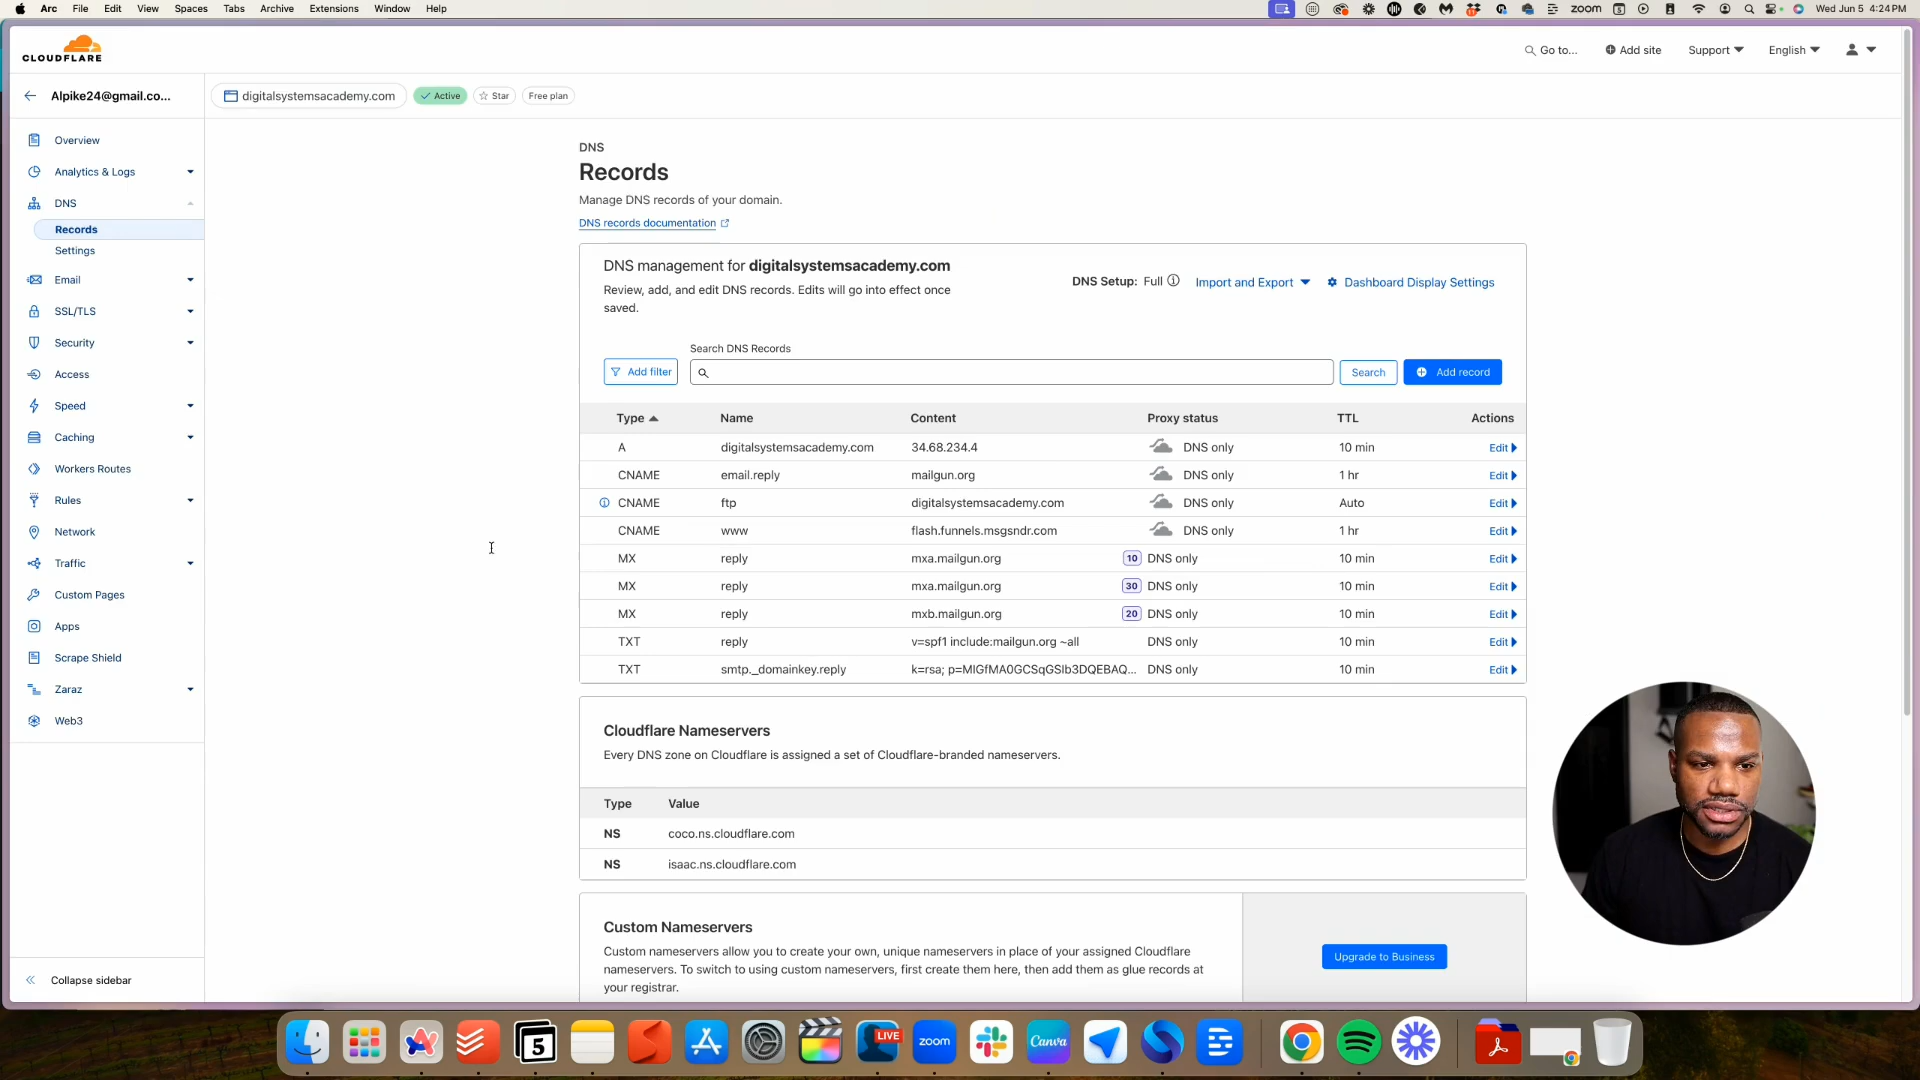 Arc File Edit View Spaces Tabs Archive Extensions Window Help
zoom 5 Wed Jun 5 4:24PM
CLOUDFLARE
Go to... Add site Support English
Alpike24@gmail.co...
digitalsystemsacademy.com Active Star Free plan
Overview
Analytics & Logs
DNS
Records
Settings
Email
SSL/TLS
Security
Access
Speed
Caching
Workers Routes
Rules
Network
Traffic
Custom Pages
Apps
Scrape Shield
Zaraz
Web3
Collapse sidebar
DNS
Records
Manage DNS records of your domain.
DNS records documentation
DNS management for digitalsystemsacademy.com
Review, add, and edit DNS records. Edits will go into effect once
saved.
DNS Setup: Full Import and Export Dashboard Display Settings
Search DNS Records
Add filter Search Add record
Type Name Content Proxy status TTL Actions
A digitalsystemsacademy.com 34.68.234.4 DNS only 10 min Edit
CNAME email.reply mailgun.org DNS only 1 hr Edit
CNAME ftp digitalsystemsacademy.com DNS only Auto Edit
CNAME www flash.funnels.msgsndr.com DNS only 1 hr Edit
MX reply mxa.mailgun.org 10 DNS only 10 min Edit
MX reply mxa.mailgun.org 30 DNS only 10 min Edit
MX reply mxb.mailgun.org 20 DNS only 10 min Edit
TXT reply v=spf1 include:mailgun.org ~all DNS only 10 min Edit
TXT smtp._domainkey.reply k=rsa; p=MIGfMA0GCSqGSIb3DQEBAQ... DNS only 10 min Edit
Cloudflare Nameservers
Every DNS zone on Cloudflare is assigned a set of Cloudflare-branded nameservers.
Type Value
NS coco.ns.cloudflare.com
NS isaac.ns.cloudflare.com
Custom Nameservers
Custom nameservers allow you to create your own, unique nameservers in place of your assigned Cloudflare
nameservers. To switch to using custom nameservers, first create them here, then add them as glue records at
your registrar.
Upgrade to Business
5 LIVE zoom Canva